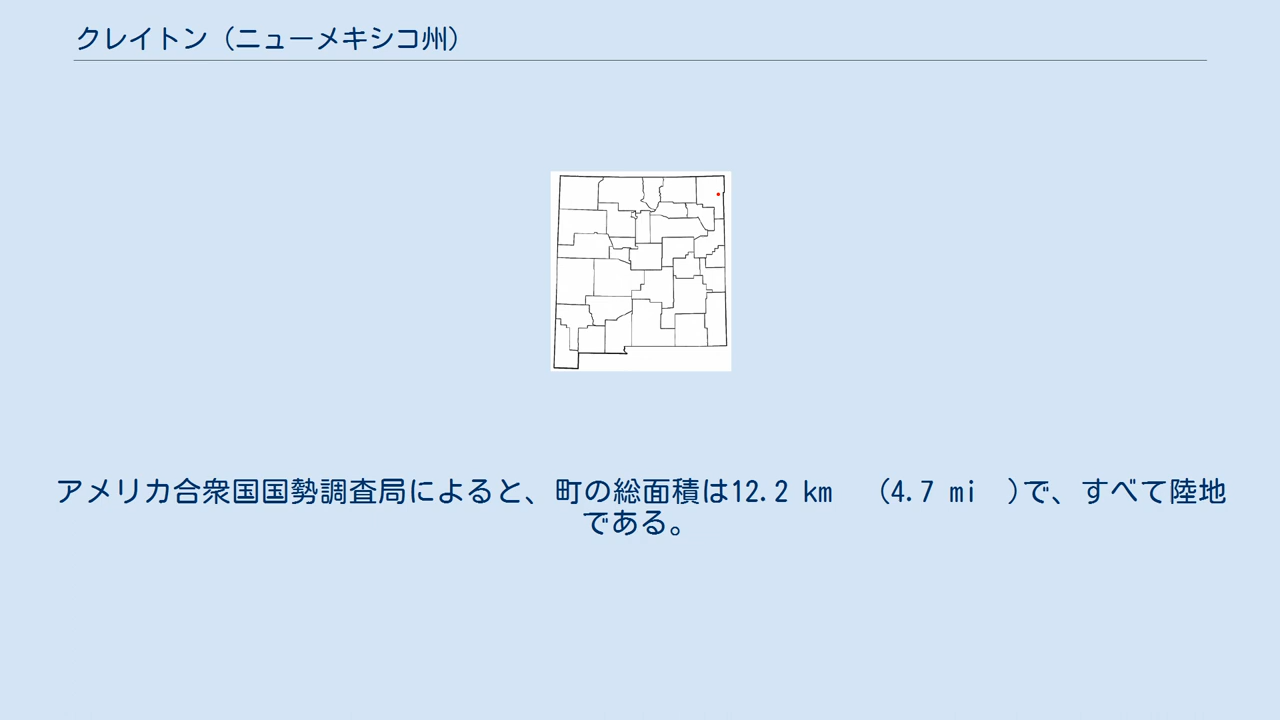 クレイトン（ニューメキシコ州）
アメリカ合衆国国勢調査局によると、町の総面積は12.2 km　(4.7 mi　)で、すべて陸地
である。